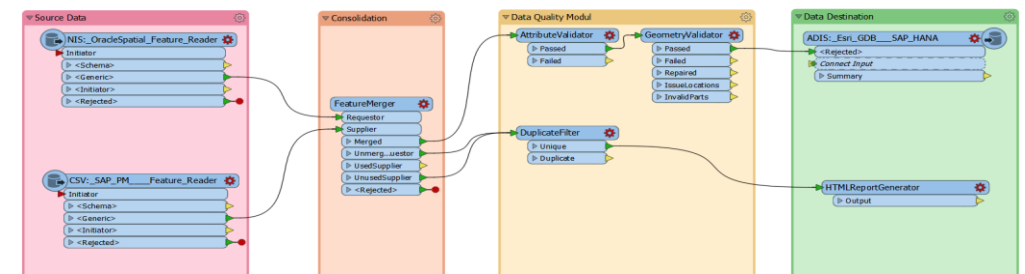 Source Data
NIS:_OracleSpatial_Feature_Reader
Initiator
<Schema>
<Generic>
<Initiator>
<Rejected>
CSV:_SAP_PM____Feature_Reader
Initiator
<Schema>
<Generic>
<Initiator>
<Rejected>
Consolidation
FeatureMerger
Requestor
Supplier
Merged
Unmerg...uestor
UsedSupplier
UnusedSupplier
<Rejected>
Data Quality Modul
AttributeValidator
Passed
Failed
GeometryValidator
Passed
Failed
Repaired
IssueLocations
InvalidParts
DuplicateFilter
Unique
Duplicate
Data Destination
ADIS:_Esri_GDB___SAP_HANA
<Rejected>
Connect Input
Summary
HTMLReportGenerator
Output